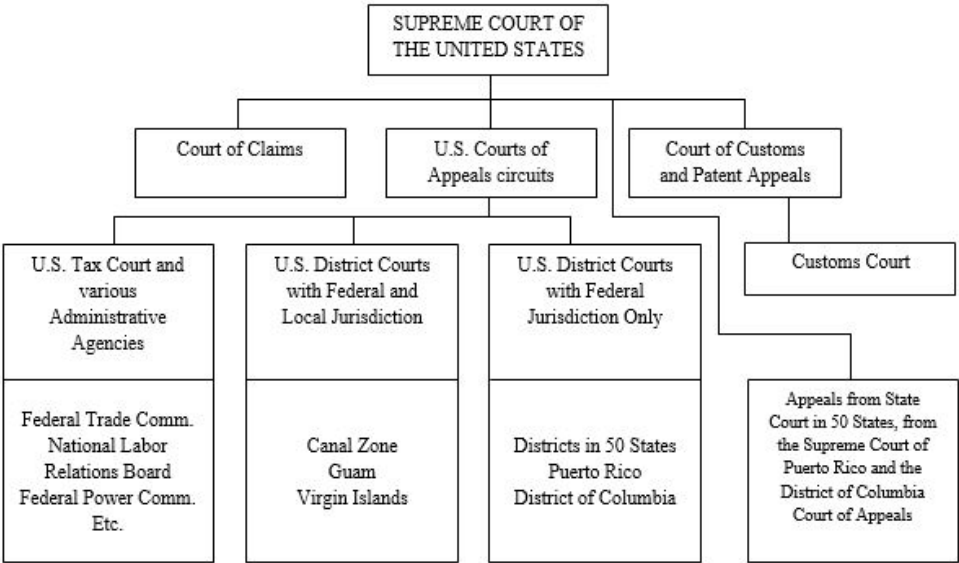 SUPREME COURT OF
THE UNITED STATES
Court of Claims
U.S. Courts of
Appeals circuits
Court of Customs
and Patent Appeals
Customs Court
U.S. Tax Court and
various
Administrative
Agencies
U.S. District Courts
with Federal and
Local Jurisdiction
U.S. District Courts
with Federal
Jurisdiction Only
Federal Trade Comm.
National Labor
Relations Board
Federal Power Comm.
Etc.
Canal Zone
Guam
Virgin Islands
Districts in 50 States
Puerto Rico
District of Columbia
Appeals from State
Court in 50 States, from
the Supreme Court of
Puerto Rico and the
District of Columbia
Court of Appeals